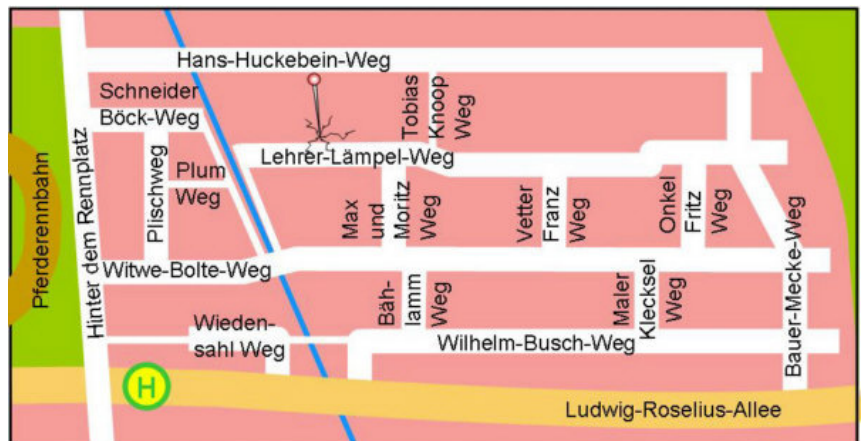 Hans-Huckebein-Weg
Schneider
Böck-Weg
Tobias
Knoop
Weg
Lehrer-Lämpel-Weg
Plum
Weg
Plischweg
Pferderennbahn
Hinter dem Rennplatz
Max
und
Moritz
Weg
Vetter
Franz
Weg
Onkel
Fritz
Weg
Bauer-Mecke-Weg
Witwe-Bolte-Weg
Bäh-
lamm
Weg
Maler
Klecksel
Weg
Wieden-
sahl Weg
Wilhelm-Busch-Weg
H
Ludwig-Roselius-Allee